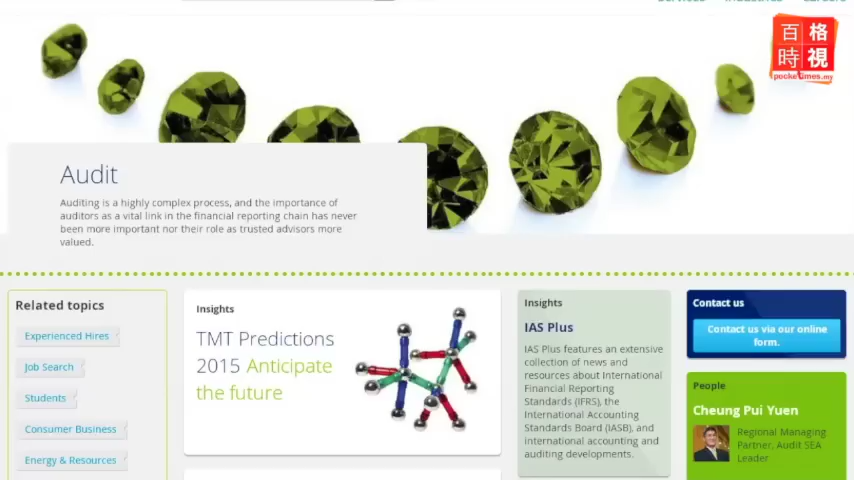 Services
Industries
Careers
百格
時視
pocketimes.my
Audit
Auditing is a highly complex process, and the importance of
auditors as a vital link in the financial reporting chain has never
been more important nor their role as trusted advisors more
valued.
Related topics
Experienced Hires
Job Search
Students
Consumer Business
Energy & Resources
Insights
TMT Predictions
2015 Anticipate
the future
Insights
IAS Plus
IAS Plus features an extensive
collection of news and
resources about International
Financial Reporting
Standards (IFRS), the
International Accounting
Standards Board (IASB), and
international accounting and
auditing developments.
Contact us
Contact us via our online
form.
People
Cheung Pui Yuen
Regional Managing
Partner, Audit SEA
Leader